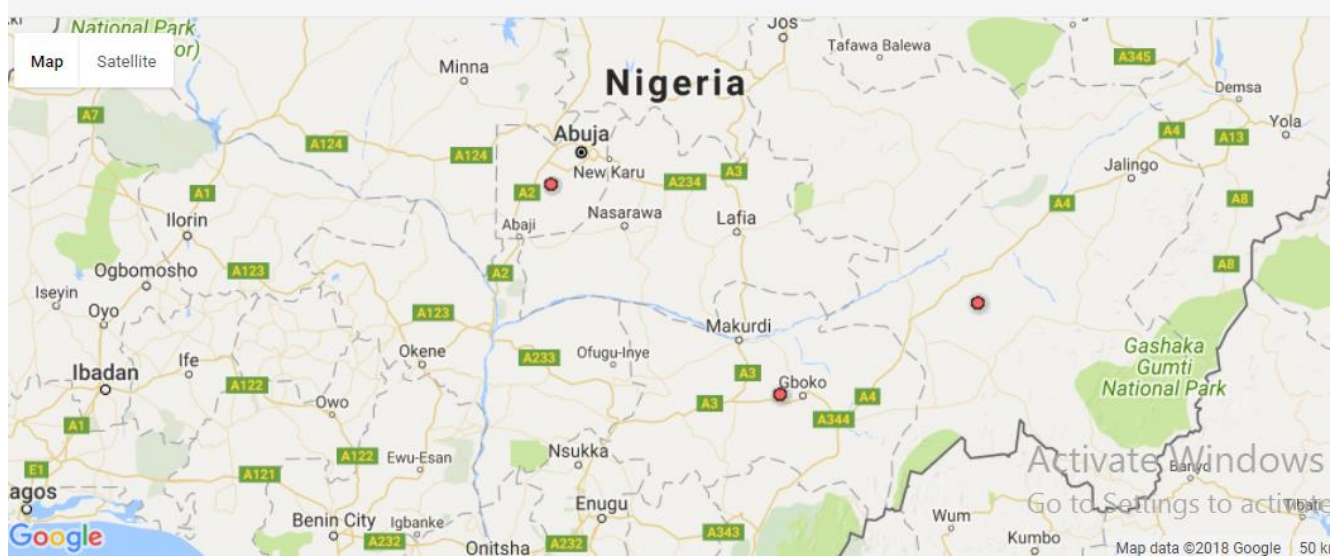 National Park
Jos
Map
Satellite
Tafawa Balewa
Minna
Nigeria
A345
Demsa
A7
Abuja
A4
A13
Yola
A124
A124
New Karu
A234
A3
Jalingo
A1
A2
A4
A8
Ilorin
Abaji
Nasarawa
Lafia
Ogbomosho
A123
A2
A8
Iseyin
Oyo
A123
Makurdi
Okene
A233
Ofugu-Inye
Gashaka
Gumti
National Park
Ife
Ibadan
A122
A3
Gboko
Owo
A3
A4
A344
A1
Nsukka
Ewu-Esan
A122
E1
A121
Activate Windows
Banyo
Go to Settings to activate
Enugu
Benin City
Igbanke
Wum
Kumbo
A232
Onitsha
A232
A343
Google
Map data ©2018 Google